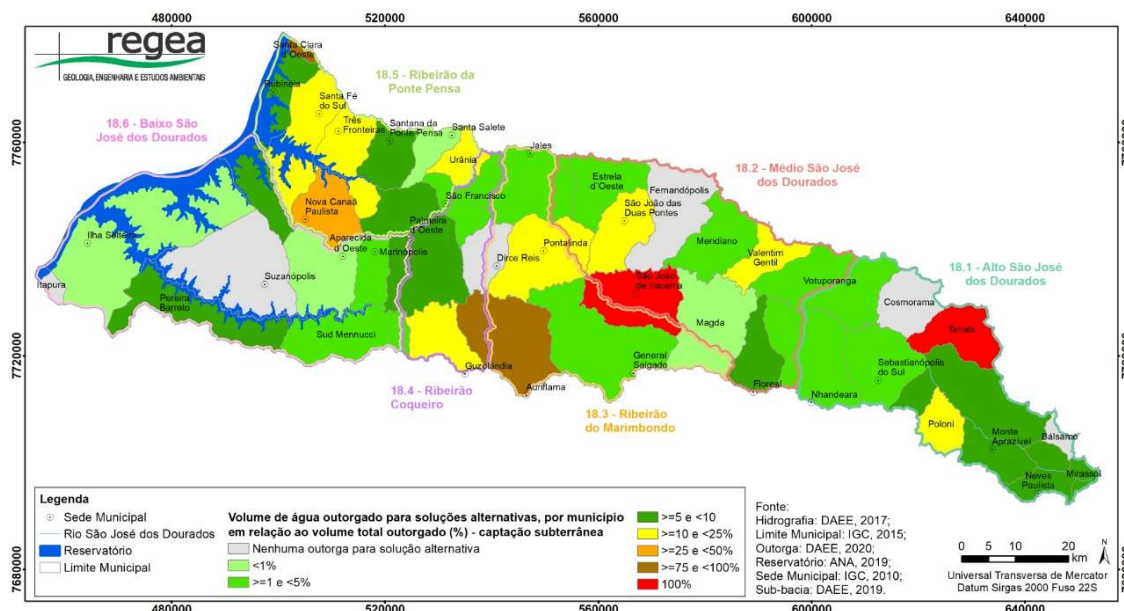 480000 520000 560000 600000 640000
regea
GEOLOGIA, ENGENHARIA E ESTUDOS AMBIENTAIS
Santa Clara
d'Oeste
Rubinéia
Santa Fé
do Sul
Três
Fronteiras
18.5 - Ribeirão da
Ponte Pensa
Santana da
Ponte Pensa
Santa Salete
Urânia
18.6 - Baixo São
José dos Dourados
Jales
18.2 - Médio São José
dos Dourados
Estrela
d'Oeste
Fernandópolis
São João das
Duas Pontes
São Francisco
Nova Canaã
Paulista
Palmeira
d'Oeste
Aparecida
d'Oeste
Marinópolis
Dirce Reis
Pontalinda
Meridiano
Valentim
Gentil
Ilha Solteira
Suzanápolis
Itapura
Pereira
Barreto
Sud Mennucci
São João
de Iracema
Votuporanga
18.1 - Alto São José
dos Dourados
Cosmorama
Tanabi
Magda
Guzolândia
Auriflama
General
Salgado
Floreal
Nhandeara
Sebastianópolis
do Sul
18.4 - Ribeirão
Coqueiro
18.3 - Ribeirão
do Marimbondo
Poloni
Monte
Aprazível
Bálsamo
Neves
Paulista
Mirassol
7760000
7720000
7680000
7760000
7720000
7680000
Legenda
Sede Municipal
Rio São José dos Dourados
Reservatório
Limite Municipal
Volume de água outorgado para soluções alternativas, por município
em relação ao volume total outorgado (%) - captação subterrânea
Nenhuma outorga para solução alternativa
<1%
>=1 e <5%
>=5 e <10
>=10 e <25%
>=25 e <50%
>=75 e <100%
100%
Fonte:
Hidrografia: DAEE, 2017;
Limite Municipal: IGC, 2015;
Outorga: DAEE, 2020;
Reservatório: ANA, 2019;
Sede Municipal: IGC, 2010;
Sub-bacia: DAEE, 2019.
0 5 10 20
km
N
Universal Transversa de Mercator
Datum Sirgas 2000 Fuso 22S
480000 520000 560000 600000 640000